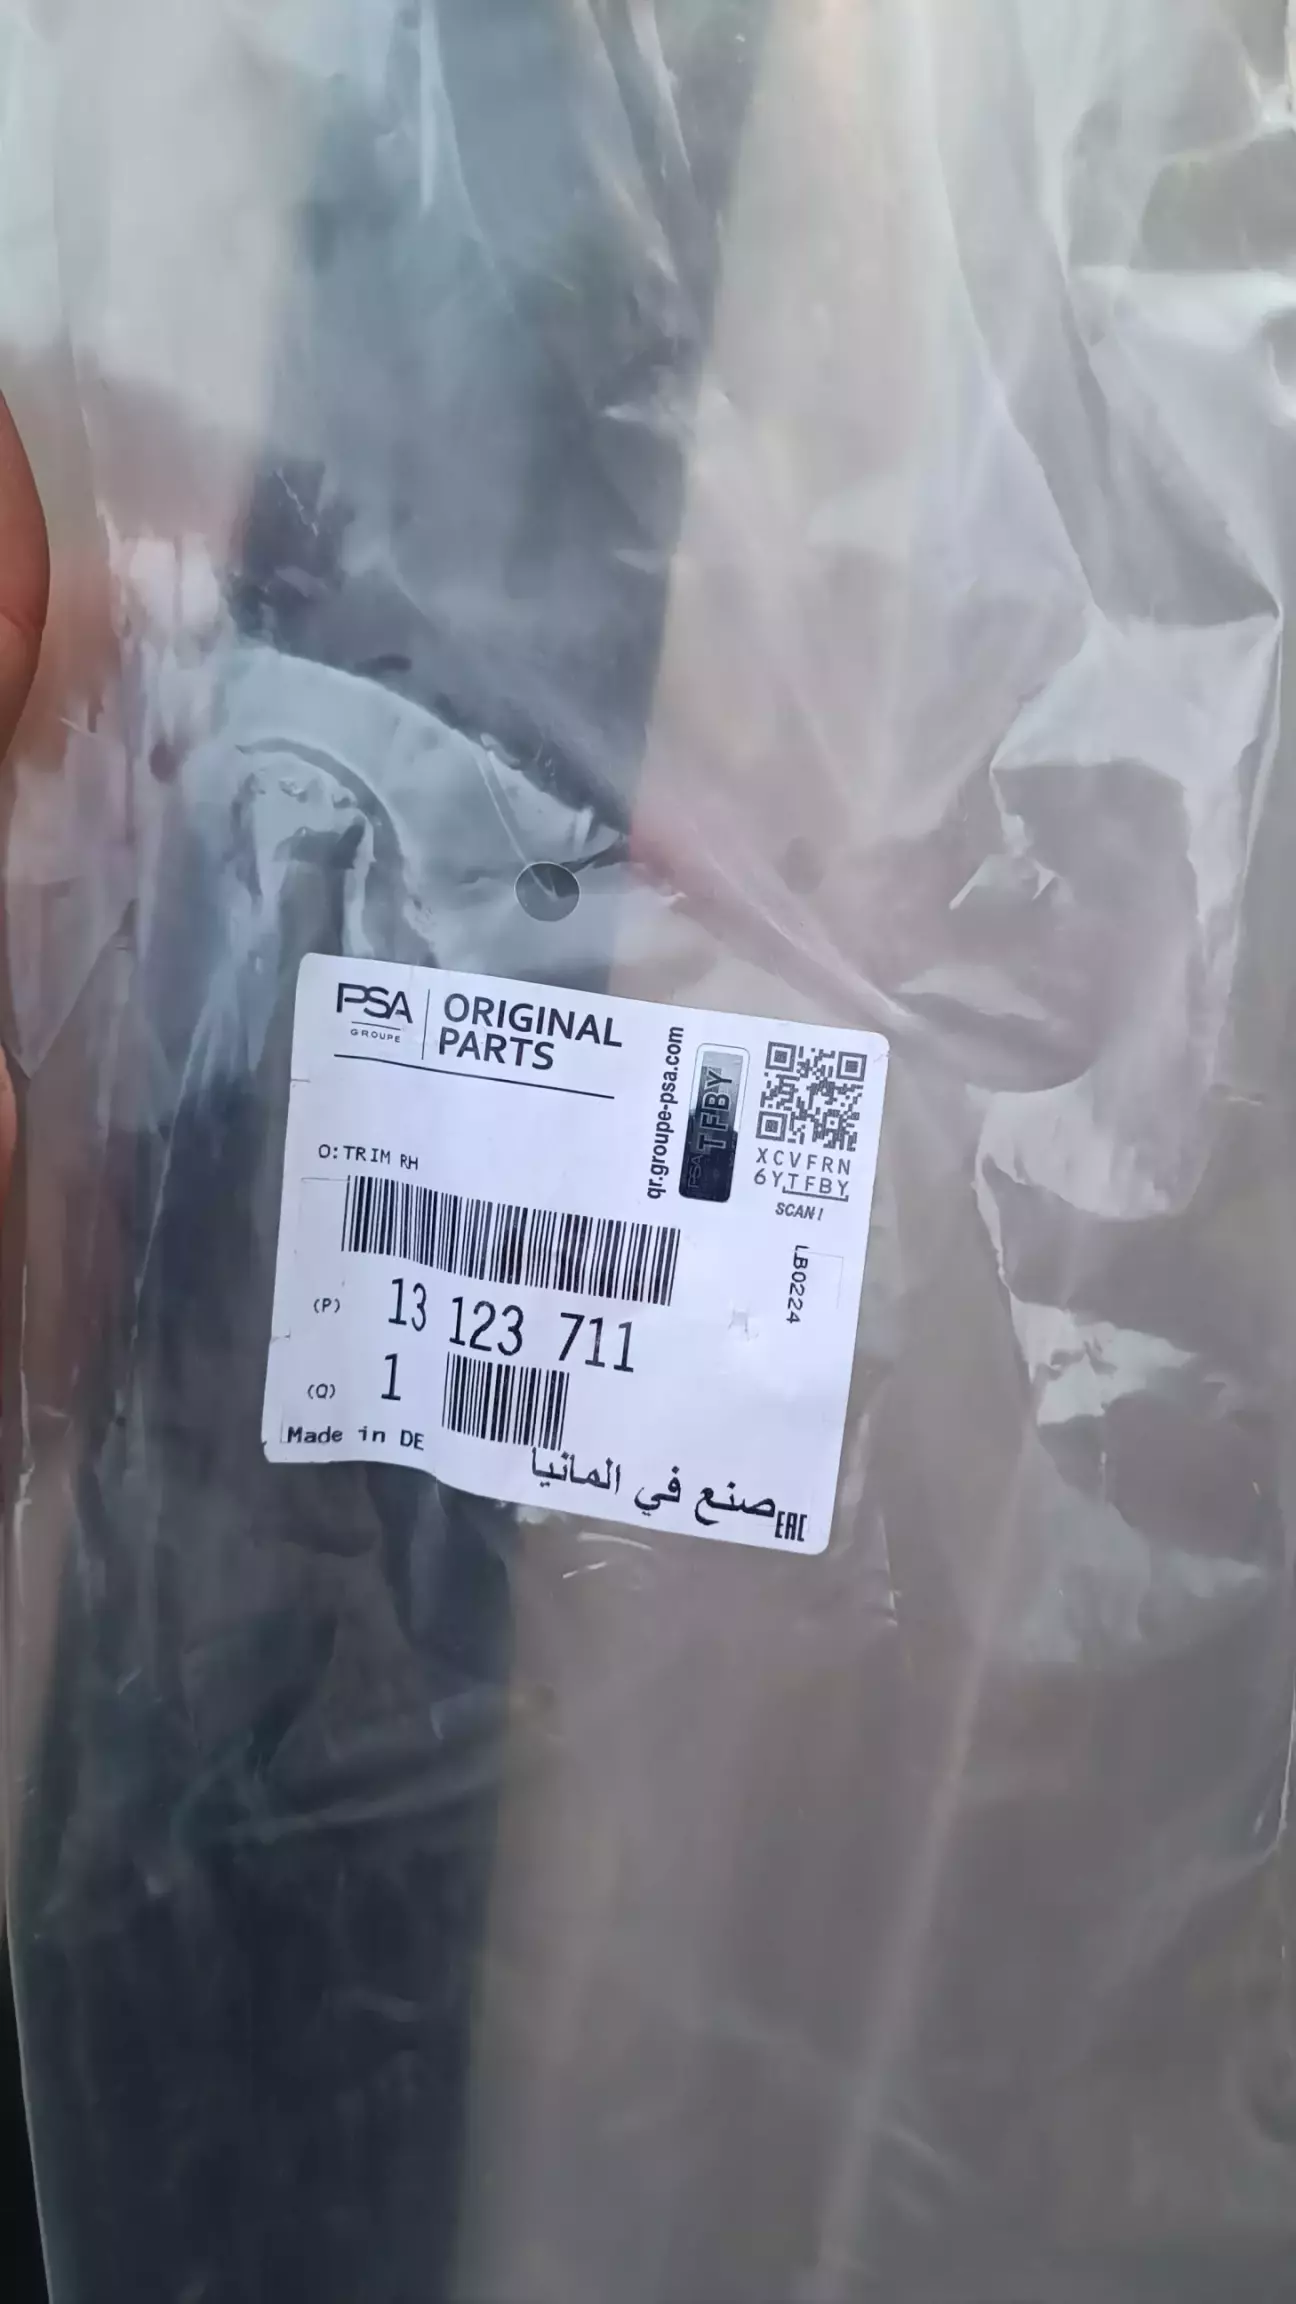 PSA
GROUPE
ORIGINAL
PARTS
qr.groupe-psa.com
PSA TFBY
XCVFRN
6YTFBY
SCAN!
O:TRIM RH
LB0224
(P) 13 123 711
(Q) 1
Made in DE
صنع في المانيا
EAC